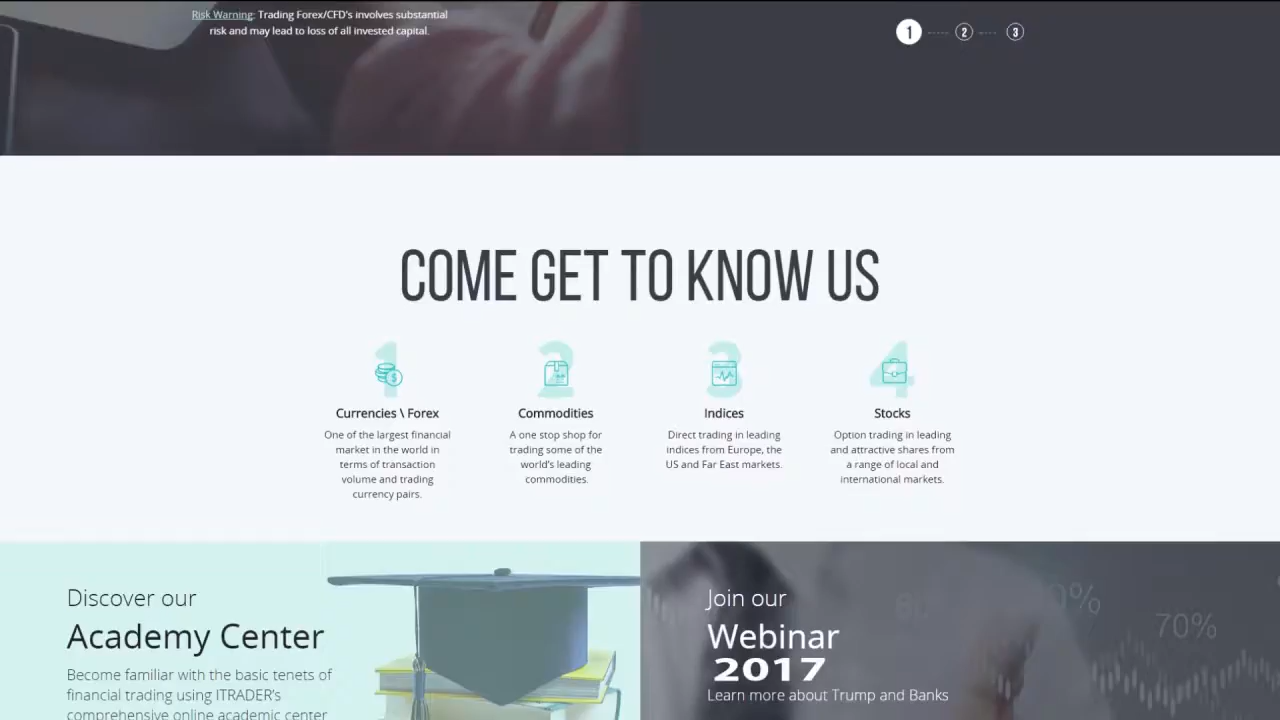 Risk Warning: Trading Forex/CFD's involves substantial
risk and may lead to loss of all invested capital.
1 2 3
COME GET TO KNOW US
1 2 3 4
Currencies \ Forex
One of the largest financial
market in the world in
terms of transaction
volume and trading
currency pairs.
Commodities
A one stop shop for
trading some of the
world's leading
commodities.
Indices
Direct trading in leading
indices from Europe, the
US and Far East markets.
Stocks
Option trading in leading
and attractive shares from
a range of local and
international markets.
Discover our
Academy Center
Become familiar with the basic tenets of
financial trading using ITRADER's
comprehensive online academic center
Join our
Webinar
2017
Learn more about Trump and Banks
70%